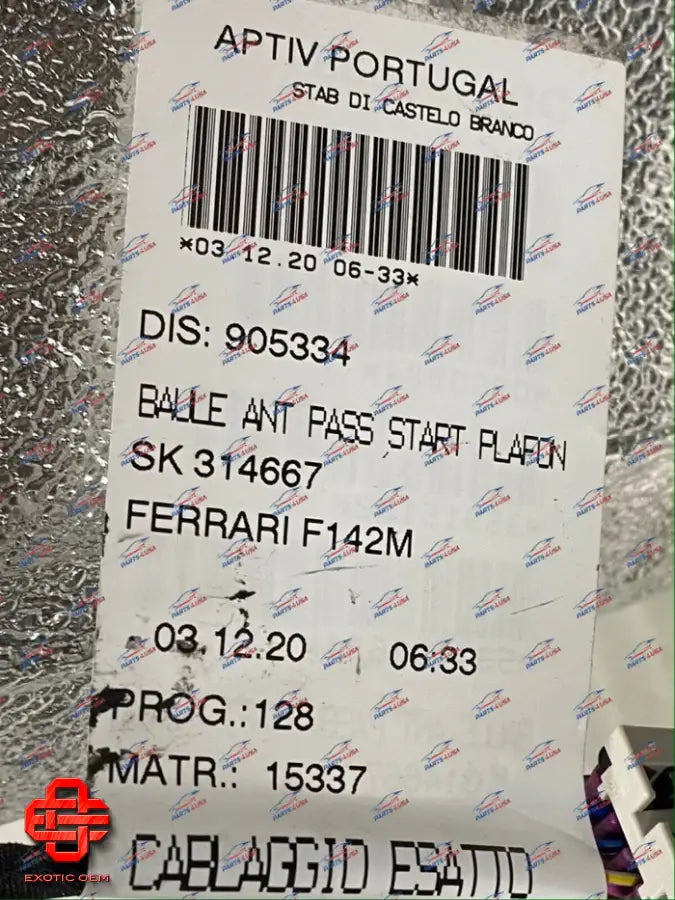 APTIV PORTUGAL
STAB DI CASTELO BRANCO
*03.12.20 06-33*
DIS: 905334
BALLE ANT PASS START PLAFON
SK 314667
FERRARI F142M
03.12.20 06:33
PROG.: 128
MATR.: 15337
CABLAGGIO ESATTO
EXOTIC OEM
PARTS4USA